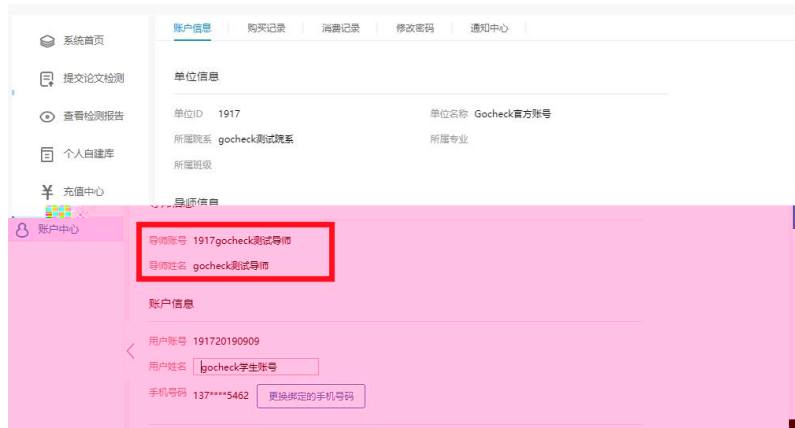 账户信息 购买记录 消费记录 修改密码 通知中心
系统首页
提交论文检测
查看检测报告
个人自建库
充值中心
账户中心
单位信息
单位ID 1917 单位名称 Gocheck官方账号
所属院系 gocheck测试院系 所属专业
所属班级
导师信息
导师账号 1917gocheck测试导师
导师姓名 gocheck测试导师
账户信息
用户账号 191720190909
用户姓名 gocheck学生账号
手机号码 137****5462 更换绑定的手机号码